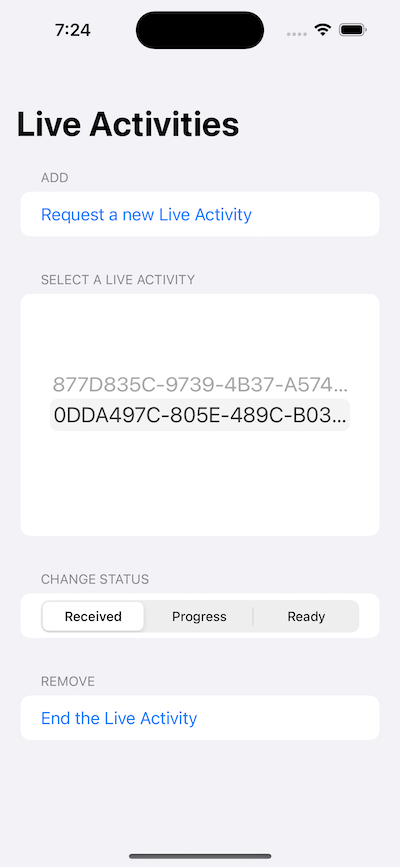 7:24
Live Activities
ADD
Request a new Live Activity
SELECT A LIVE ACTIVITY
877D835C-9739-4B37-A574...
0DDA497C-805E-489C-B03...
CHANGE STATUS
Received Progress Ready
REMOVE
End the Live Activity